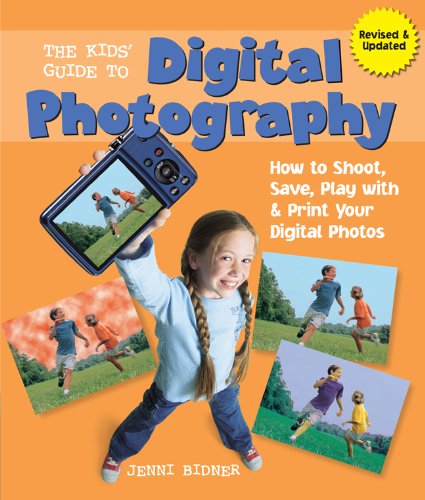 THE KIDS'
GUIDE TO
Digital
Photography
Revised &
Updated
How to Shoot,
Save, Play with
& Print Your
Digital Photos
JENNI BIDNER